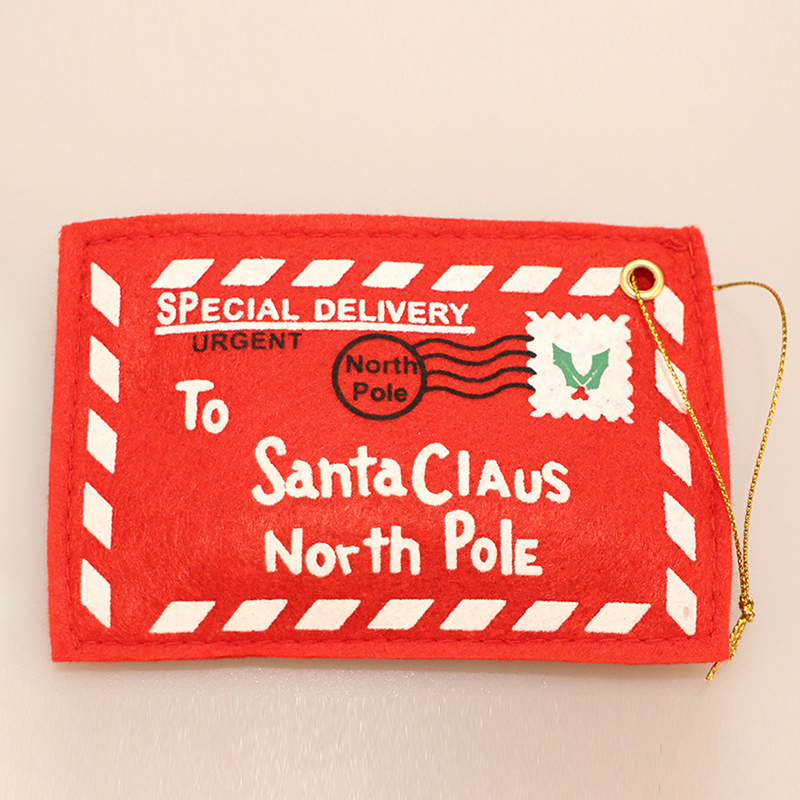 SPECIAL DELIVERY
URGENT
North
Pole
To
Santa CLAUS
North PolE